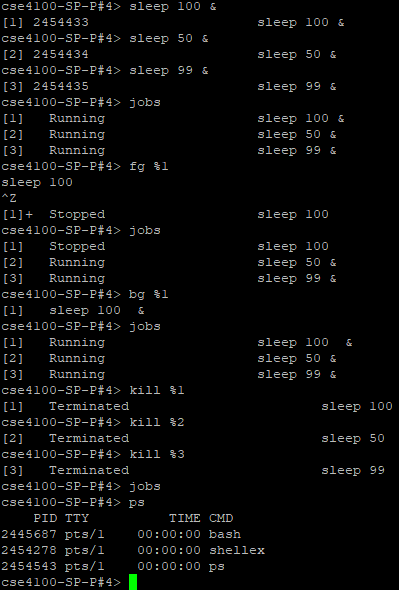 cse4100-SP-P#4> sleep 100 &
[1] 2454433                     sleep 100 &
cse4100-SP-P#4> sleep 50 &
[2] 2454434                     sleep 50 &
cse4100-SP-P#4> sleep 99 &
[3] 2454435                     sleep 99 &
cse4100-SP-P#4> jobs
[1]   Running                   sleep 100 &
[2]   Running                   sleep 50 &
[3]   Running                   sleep 99 &
cse4100-SP-P#4> fg %1
sleep 100
^Z
[1]+  Stopped                   sleep 100
cse4100-SP-P#4> jobs
[1]   Stopped                   sleep 100
[2]   Running                   sleep 50 &
[3]   Running                   sleep 99 &
cse4100-SP-P#4> bg %1
[1]   sleep 100  &
cse4100-SP-P#4> jobs
[1]   Running                   sleep 100  &
[2]   Running                   sleep 50 &
[3]   Running                   sleep 99 &
cse4100-SP-P#4> kill %1
[1]   Terminated                        sleep 100
cse4100-SP-P#4> kill %2
[2]   Terminated                        sleep 50
cse4100-SP-P#4> kill %3
[3]   Terminated                        sleep 99
cse4100-SP-P#4> jobs
cse4100-SP-P#4> ps
    PID TTY          TIME CMD
2445687 pts/1    00:00:00 bash
2454278 pts/1    00:00:00 shellex
2454543 pts/1    00:00:00 ps
cse4100-SP-P#4>